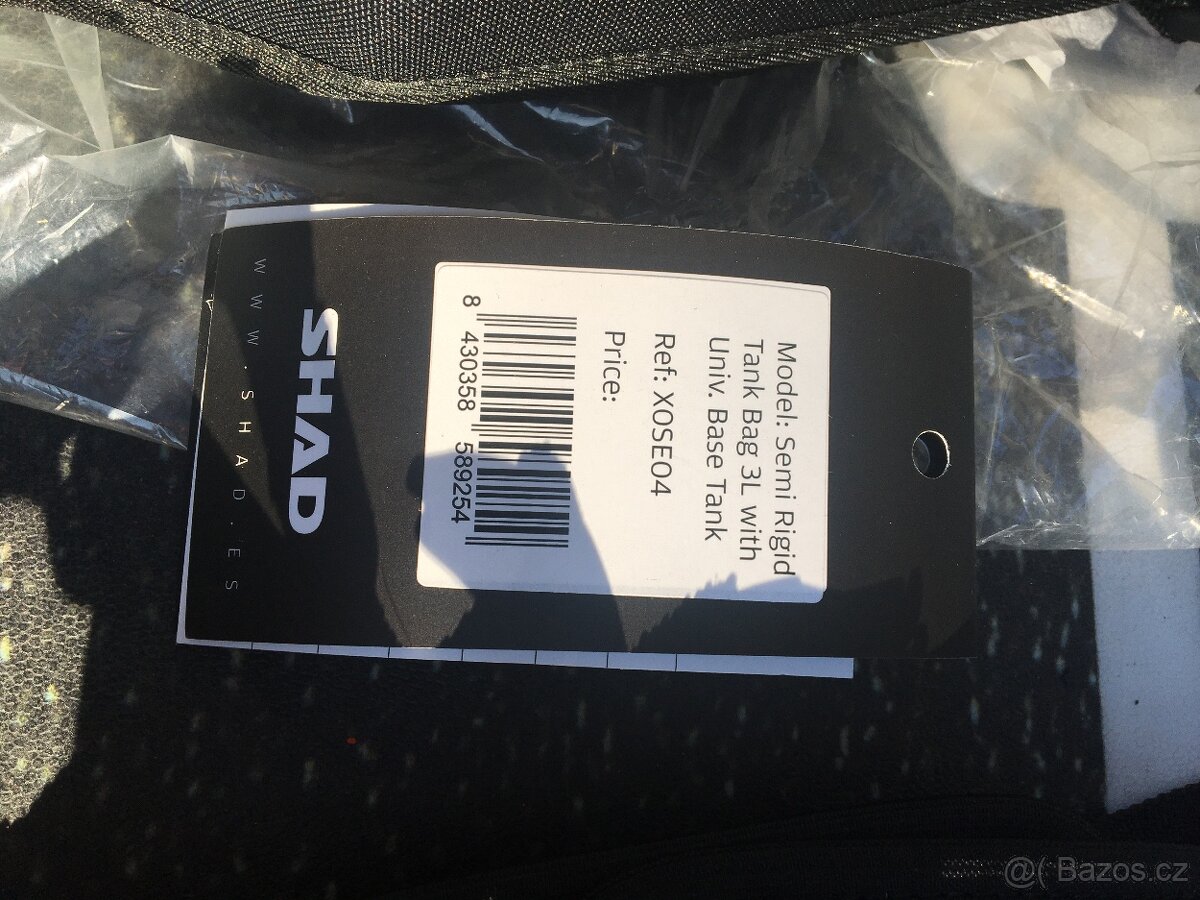 Model: Semi Rigid
Tank Bag 3L with
Univ. Base Tank
Ref: X0SE04
Price:
8 430358 589254
SHAD
WWW.SHAD.ES
@( Bazos.cz